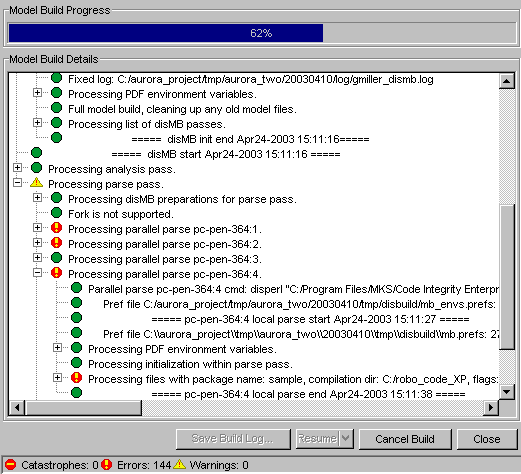 Model Build Progress
62%
Model Build Details
Fixed log: C:/aurora_project/tmp/aurora_two/20030410/log/gmiller_dismb.log
Processing PDF environment variables.
Full model build, cleaning up any old model files.
Processing list of disMB passes.
===== disMB init end Apr24-2003 15:11:16=====
===== disMB start Apr24-2003 15:11:16 =====
Processing analysis pass.
Processing parse pass.
Processing disMB preparations for parse pass.
Fork is not supported.
Processing parallel parse pc-pen-364:1.
Processing parallel parse pc-pen-364:2.
Processing parallel parse pc-pen-364:3.
Processing parallel parse pc-pen-364:4.
Parallel parse pc-pen-364:4 cmd: disperl "C:/Program Files/MKS/Code Integrity Enterpr
Pref file C:/aurora_project/tmp/aurora_two/20030410/tmp/disbuild/mb_envs.prefs:
===== pc-pen-364:4 local parse start Apr24-2003 15:11:27 =====
Pref file C:\\aurora_project\\tmp\\aurora_two\\20030410\\tmp\\disbuild\\mb.prefs: 27
Processing PDF environment variables.
Processing initialization within parse pass.
Processing files with package name: sample, compilation dir: C:/robo_code_XP, flags:
===== pc-pen-364:4 local parse end Apr24-2003 15:11:38 =====
Save Build Log... Resume Cancel Build Close
Catastrophes: 0 Errors: 144 Warnings: 0